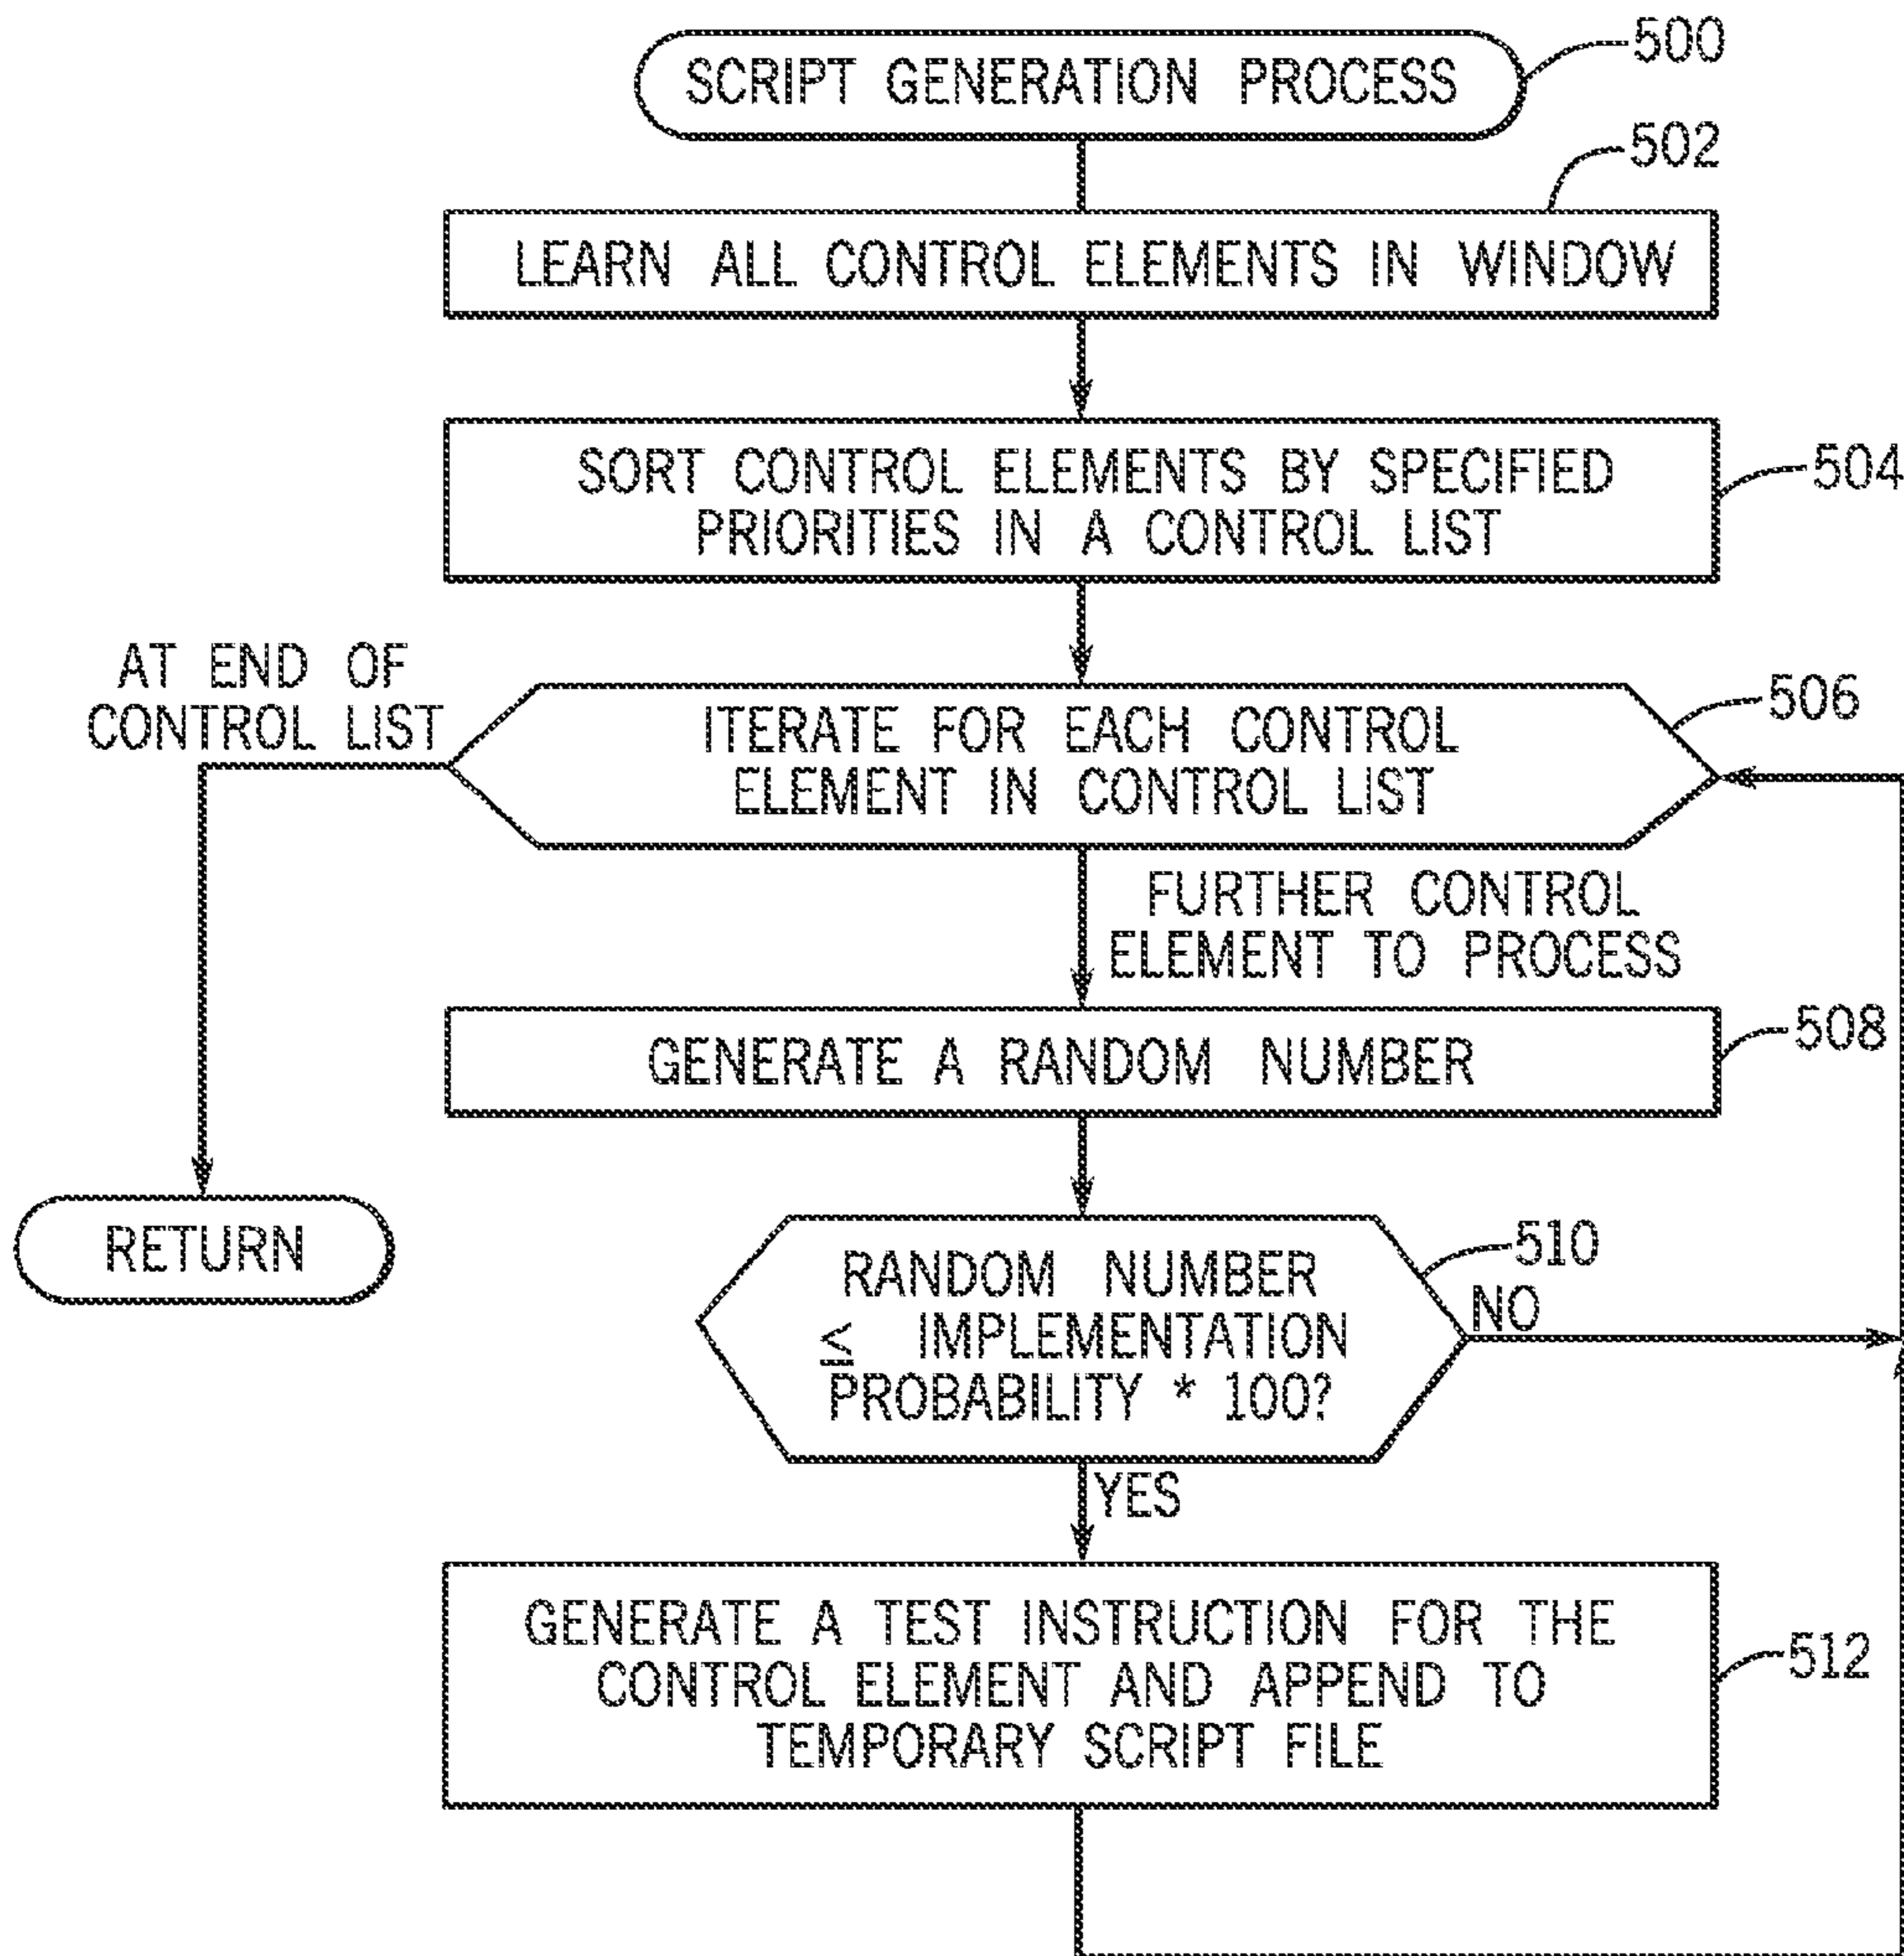 SCRIPT GENERATION PROCESS
500
502
LEARN ALL CONTROL ELEMENTS IN WINDOW
SORT CONTROL ELEMENTS BY SPECIFIED
PRIORITIES IN A CONTROL LIST
504
AT END OF
CONTROL LIST
ITERATE FOR EACH CONTROL
ELEMENT IN CONTROL LIST
506
FURTHER CONTROL
ELEMENT TO PROCESS
GENERATE A RANDOM NUMBER
508
RETURN
RANDOM NUMBER
≤ IMPLEMENTATION
PROBABILITY * 100?
510
NO
YES
GENERATE A TEST INSTRUCTION FOR THE
CONTROL ELEMENT AND APPEND TO
TEMPORARY SCRIPT FILE
512